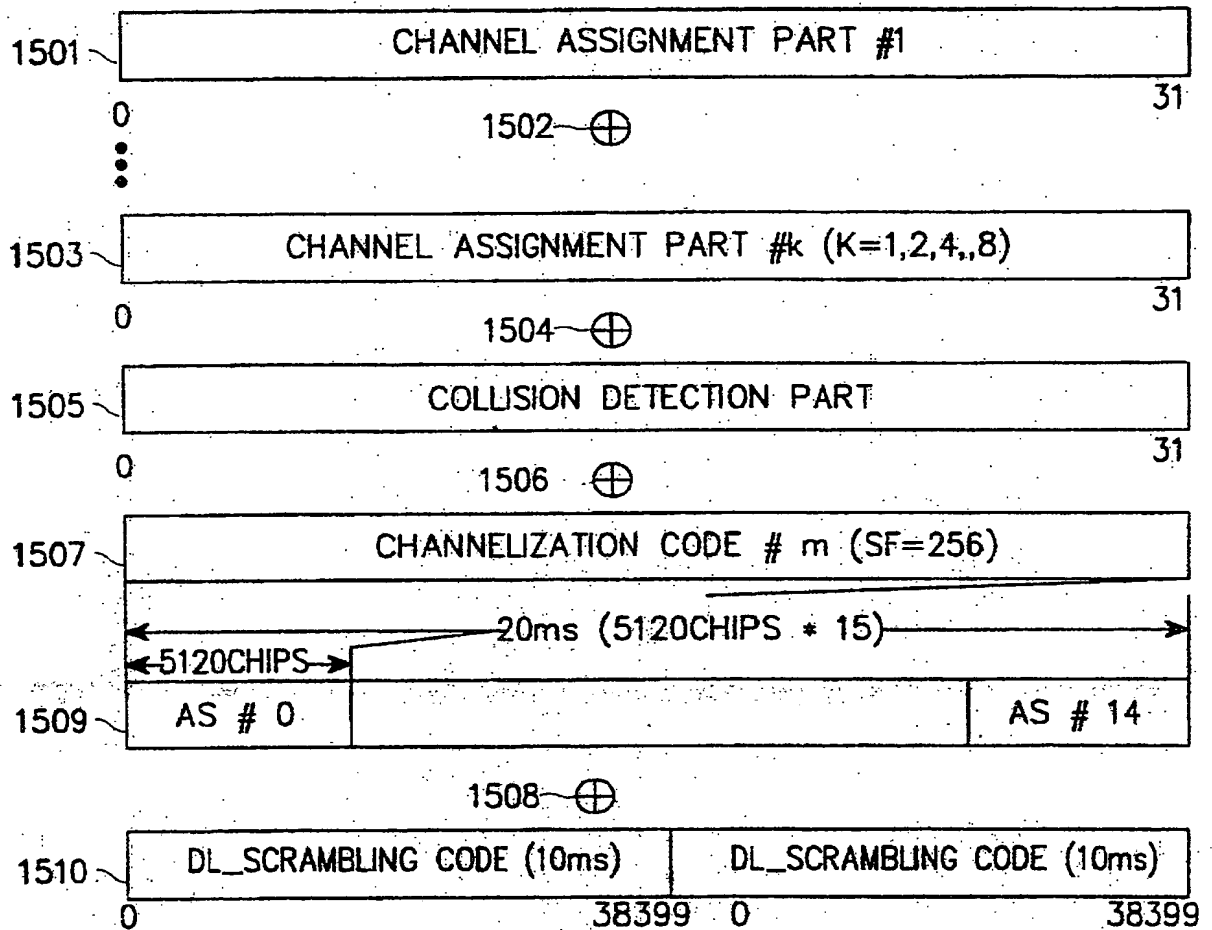 1501 CHANNEL ASSIGNMENT PART #1
0 31
1502
1503 CHANNEL ASSIGNMENT PART #k (K=1,2,4,,8)
0 31
1504
1505 COLLISION DETECTION PART
0 31
1506
1507 CHANNELIZATION CODE # m (SF=256)
20ms (5120CHIPS * 15)
5120CHIPS
1509 AS # 0 AS # 14
1508
1510 DL_SCRAMBLING CODE (10ms) DL_SCRAMBLING CODE (10ms)
0 38399 0 38399